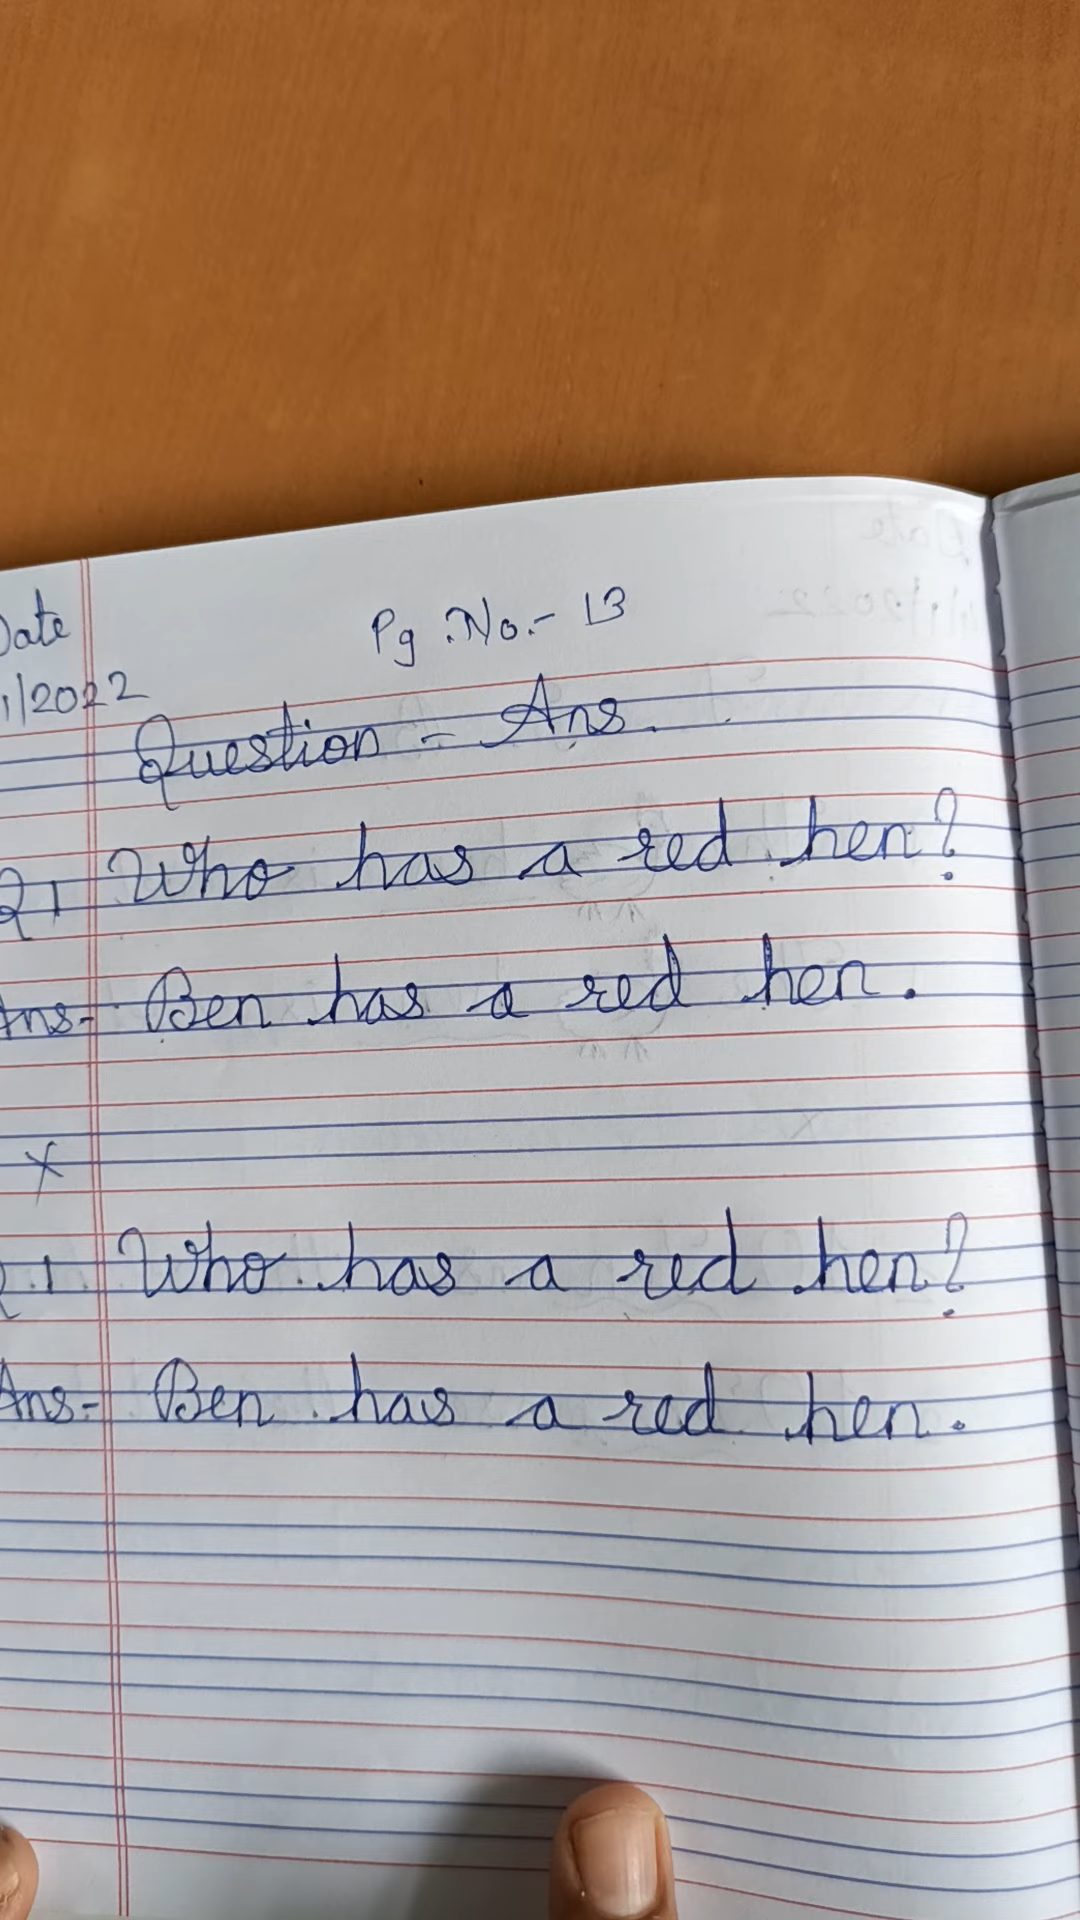 Date
Pg. No.- 13
1/2022
Question - Ans.
Q 1 Who has a red hen?
Ans- Ben has a red hen.
X
Q. 1. Who has a red hen?
Ans- Ben has a red hen.